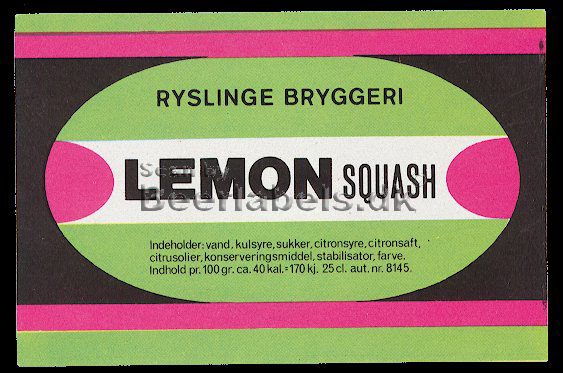 RYSLINGE BRYGGERI
LEMON SQUASH
Beerlabels.dk
Indeholder: vand, kulsyre, sukker, citronsyre, citronsaft,
citrusolier, konserveringsmiddel, stabilisator, farve.
Indhold pr. 100 gr. ca. 40 kal. = 170 kj. 25 cl. aut. nr. 8145.